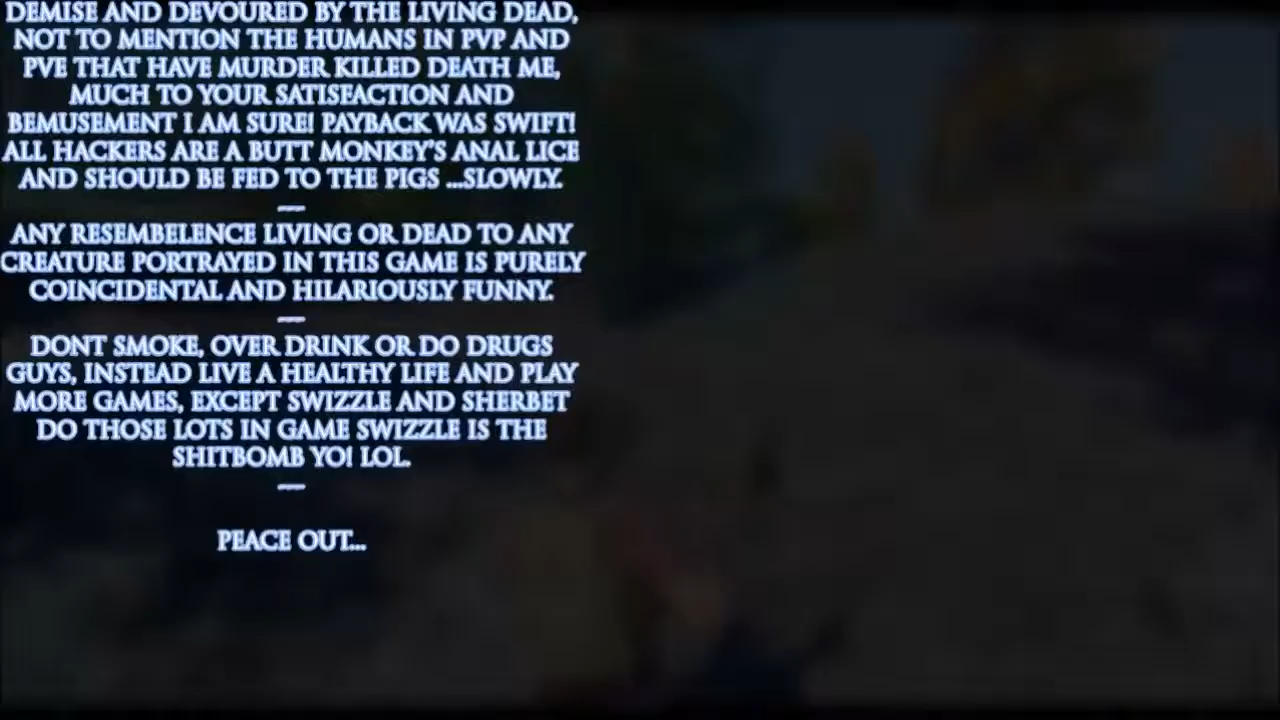 DEMISE AND DEVOURED BY THE LIVING DEAD,
NOT TO MENTION THE HUMANS IN PVP AND
PVE THAT HAVE MURDER KILLED DEATH ME,
MUCH TO YOUR SATISFACTION AND
BEMUSEMENT I AM SURE! PAYBACK WAS SWIFT!
ALL HACKERS ARE A BUTT MONKEY'S ANAL LICE
AND SHOULD BE FED TO THE PIGS ...SLOWLY.
---
ANY RESEMBELENCE LIVING OR DEAD TO ANY
CREATURE PORTRAYED IN THIS GAME IS PURELY
COINCIDENTAL AND HILARIOUSLY FUNNY.
---
DONT SMOKE, OVER DRINK OR DO DRUGS
GUYS, INSTEAD LIVE A HEALTHY LIFE AND PLAY
MORE GAMES, EXCEPT SWIZZLE AND SHERBET
DO THOSE LOTS IN GAME SWIZZLE IS THE
SHITBOMB YO! LOL.
---
PEACE OUT...